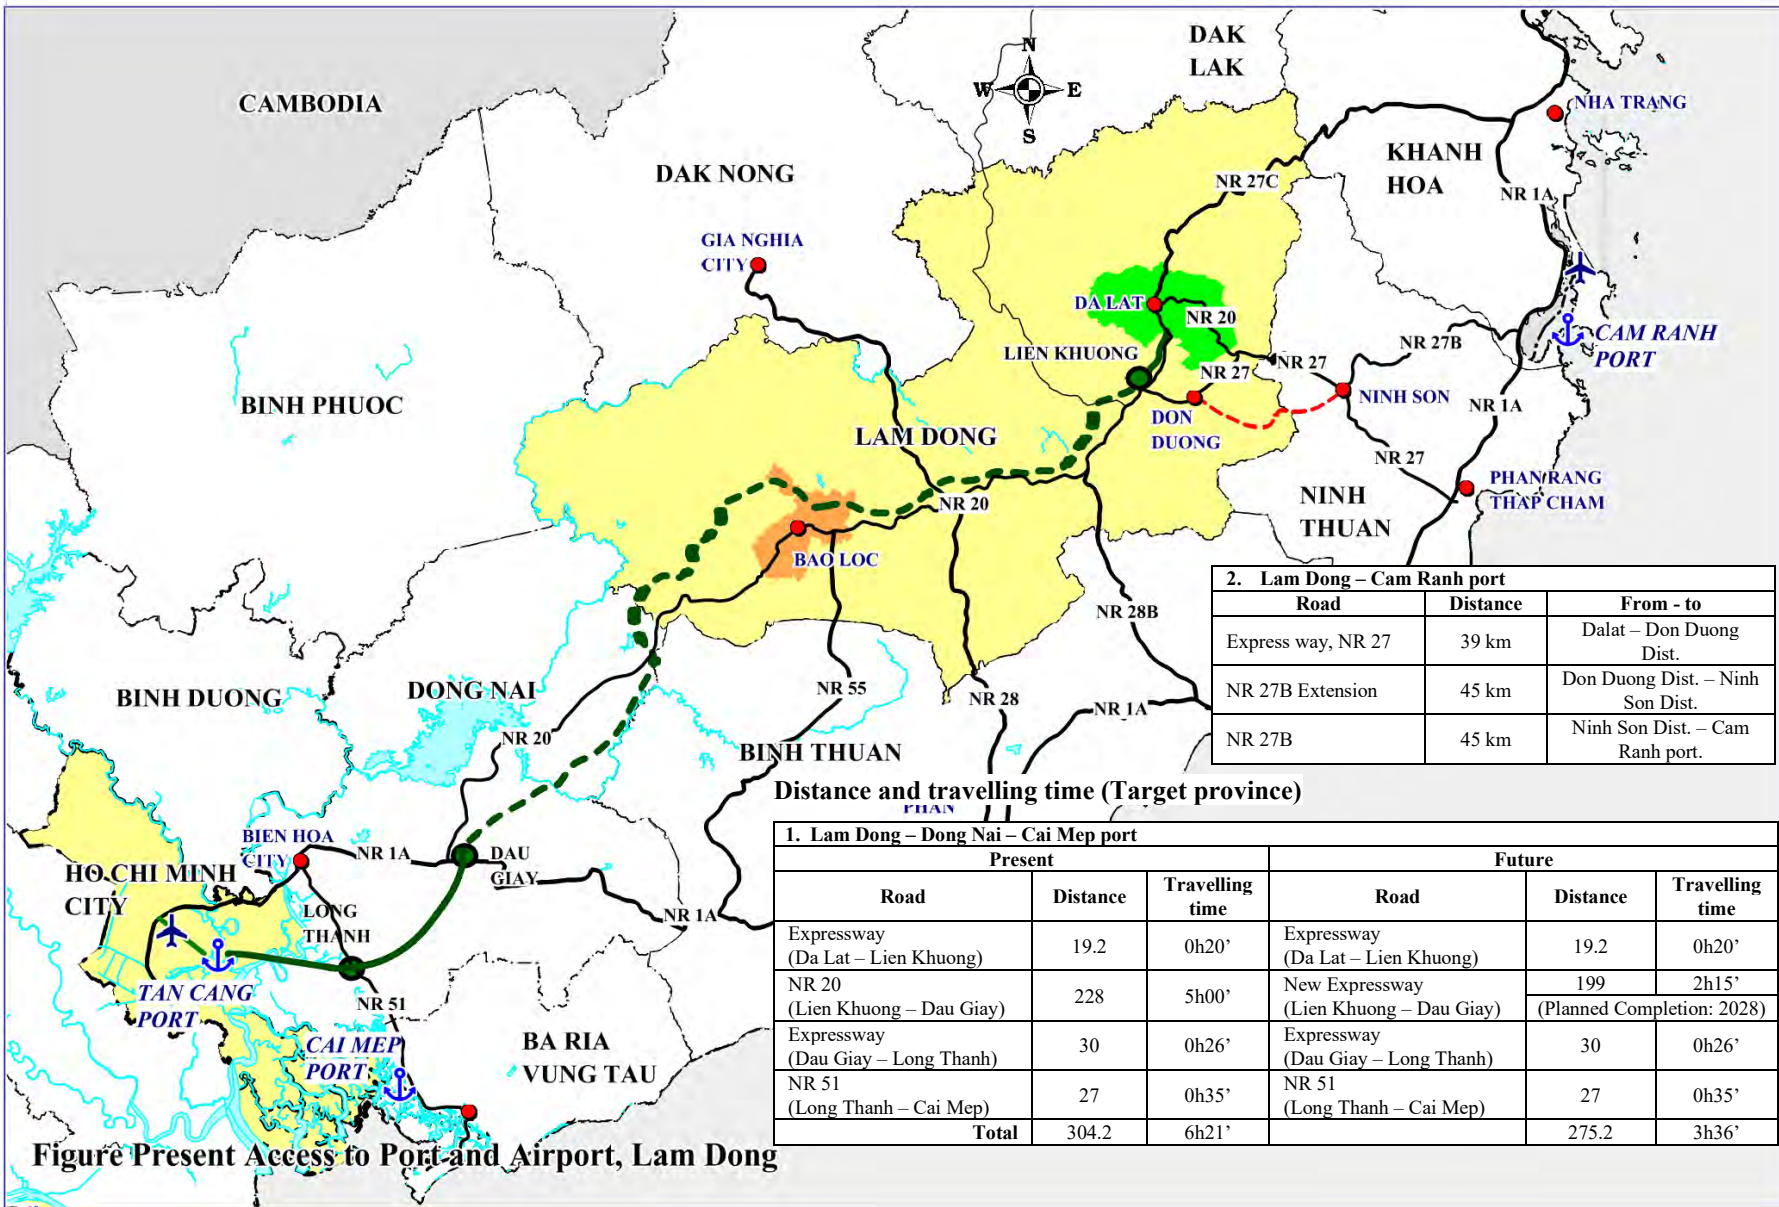 DAK
LAK
N
W
E
S
CAMBODIA
NHA TRANG
KHANH
HOA
DAK NONG
NR 27C
NR 1A
GIA NGHIA
CITY
DA LAT
NR 20
CAM RANH
PORT
NR 27B
LIEN KHUONG
NR 27
NR 27
NINH SON
BINH PHUOC
NR 1A
DON
DUONG
LAM DONG
NR 27
PHAN RANG
THAP CHAM
NINH
THUAN
NR 20
BAO LOC
NR 28B
BINH DUONG
DONG NAI
NR 55
NR 28
NR 1A
NR 20
BINH THUAN
2. Lam Dong – Cam Ranh port
Road Distance From - to
Express way, NR 27 39 km Dalat – Don Duong
Dist.
NR 27B Extension 45 km Don Duong Dist. – Ninh
Son Dist.
NR 27B 45 km Ninh Son Dist. – Cam
Ranh port.
Distance and travelling time (Target province)
PHAN
BIEN HOA
CITY
NR 1A
DAU
GIAY
HO CHI MINH
CITY
LONG
THANH
NR 1A
TAN CANG
PORT
NR 51
CAI MEP
PORT
BA RIA
VUNG TAU
1. Lam Dong – Dong Nai – Cai Mep port
Present Future
Road Distance Travelling
time Road Distance Travelling
time
Expressway
(Da Lat – Lien Khuong) 19.2 0h20’ Expressway
(Da Lat – Lien Khuong) 19.2 0h20’
NR 20
(Lien Khuong – Dau Giay) 228 5h00’ New Expressway
(Lien Khuong – Dau Giay) 199 2h15’
(Planned Completion: 2028)
Expressway
(Dau Giay – Long Thanh) 30 0h26’ Expressway
(Dau Giay – Long Thanh) 30 0h26’
NR 51
(Long Thanh – Cai Mep) 27 0h35’ NR 51
(Long Thanh – Cai Mep) 27 0h35’
Total 304.2 6h21’ 275.2 3h36’
Figure Present Access to Port and Airport, Lam Dong